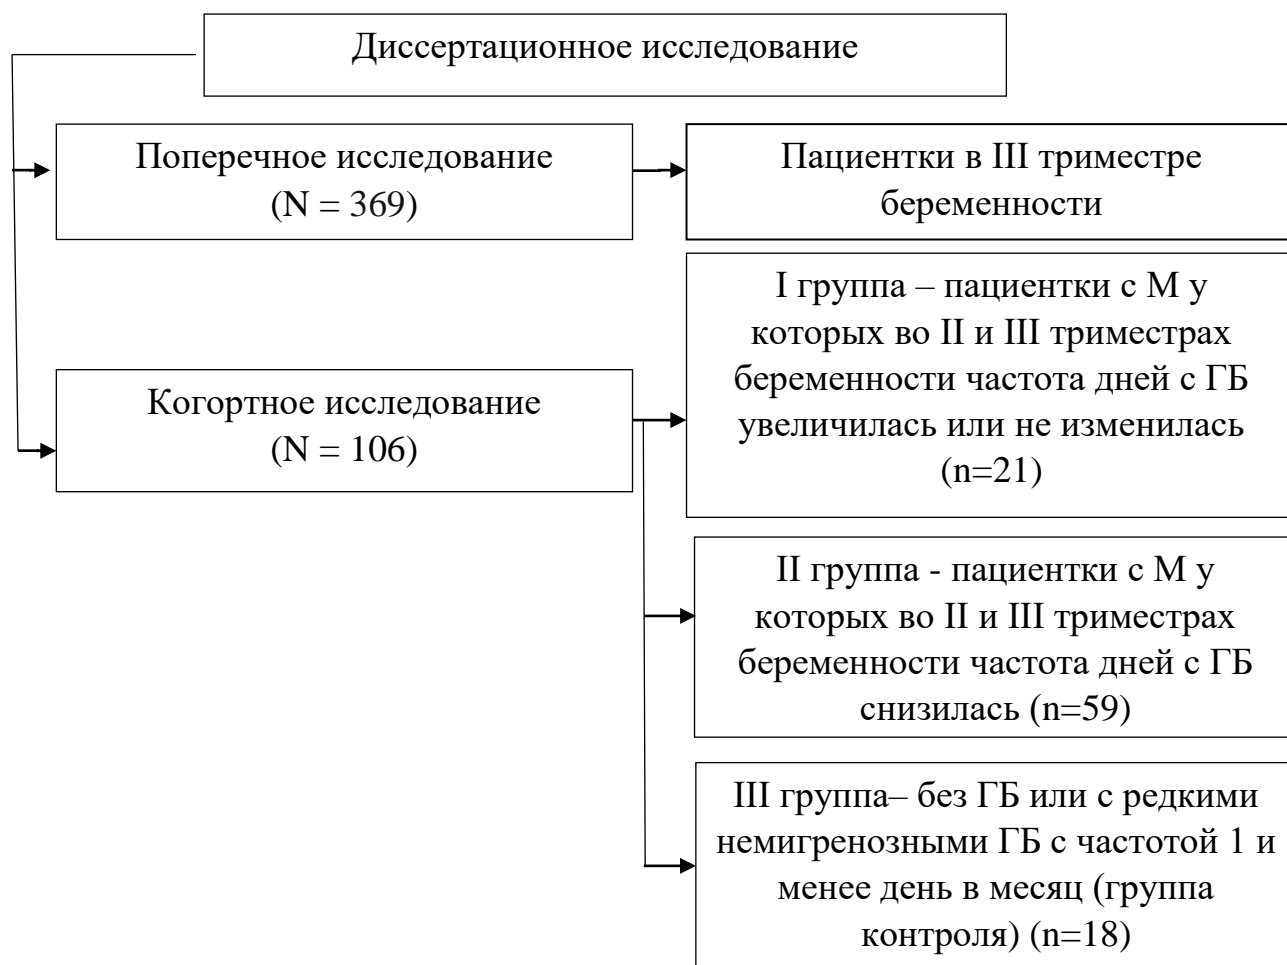 Диссертационное исследование
Поперечное исследование
(N = 369)
Пациентки в III триместре
беременности
Когортное исследование
(N = 106)
I группа – пациентки с М у
которых во II и III триместрах
беременности частота дней с ГБ
увеличилась или не изменилась
(n=21)
II группа - пациентки с М у
которых во II и III триместрах
беременности частота дней с ГБ
снизилась (n=59)
III группа– без ГБ или с редкими
немигренозными ГБ с частотой 1 и
менее день в месяц (группа
контроля) (n=18)